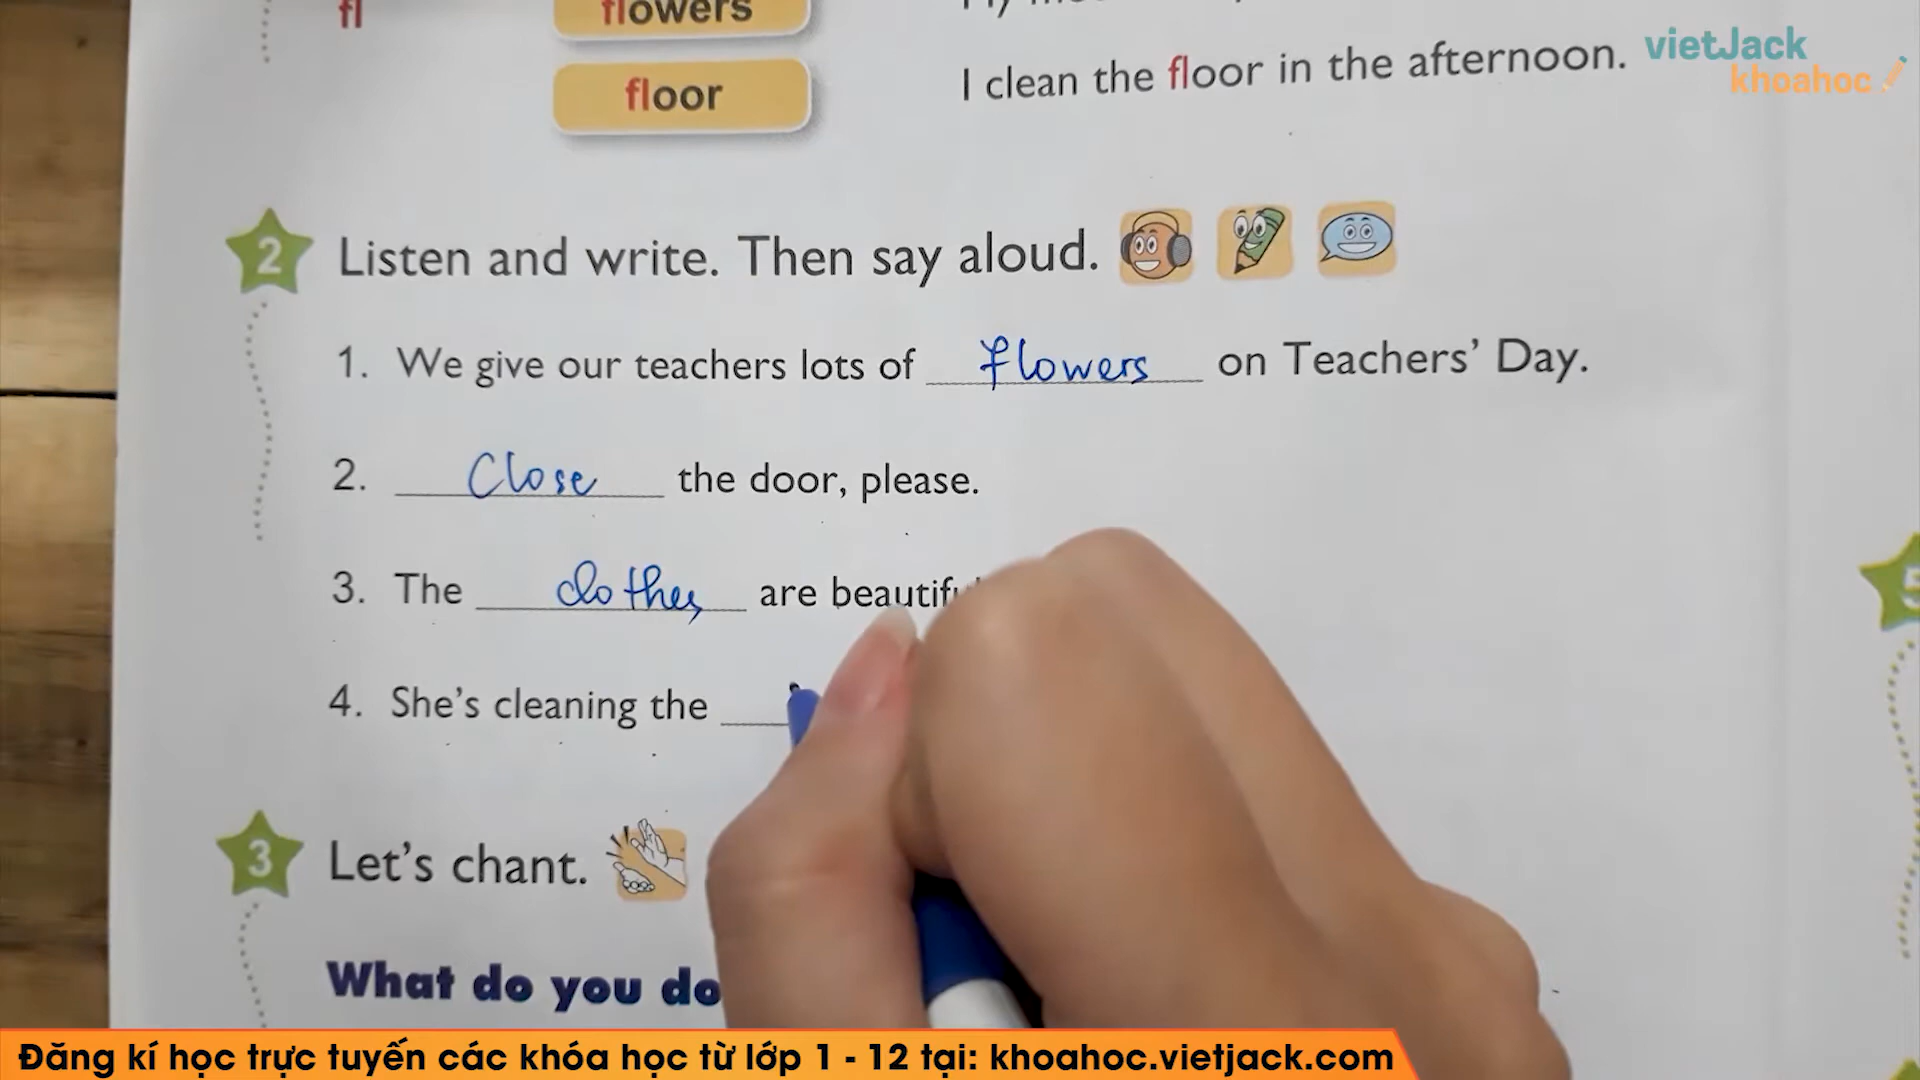 fl
flowers
floor
I clean the floor in the afternoon.
vietJack
khoahoc
2 Listen and write. Then say aloud.
1. We give our teachers lots of flowers on Teachers' Day.
2. Close the door, please.
3. The clothes are beautif
4. She's cleaning the
5
3 Let's chant.
What do you do
Đăng kí học trực tuyến các khóa học từ lớp 1 - 12 tại: khoahoc.vietjack.com